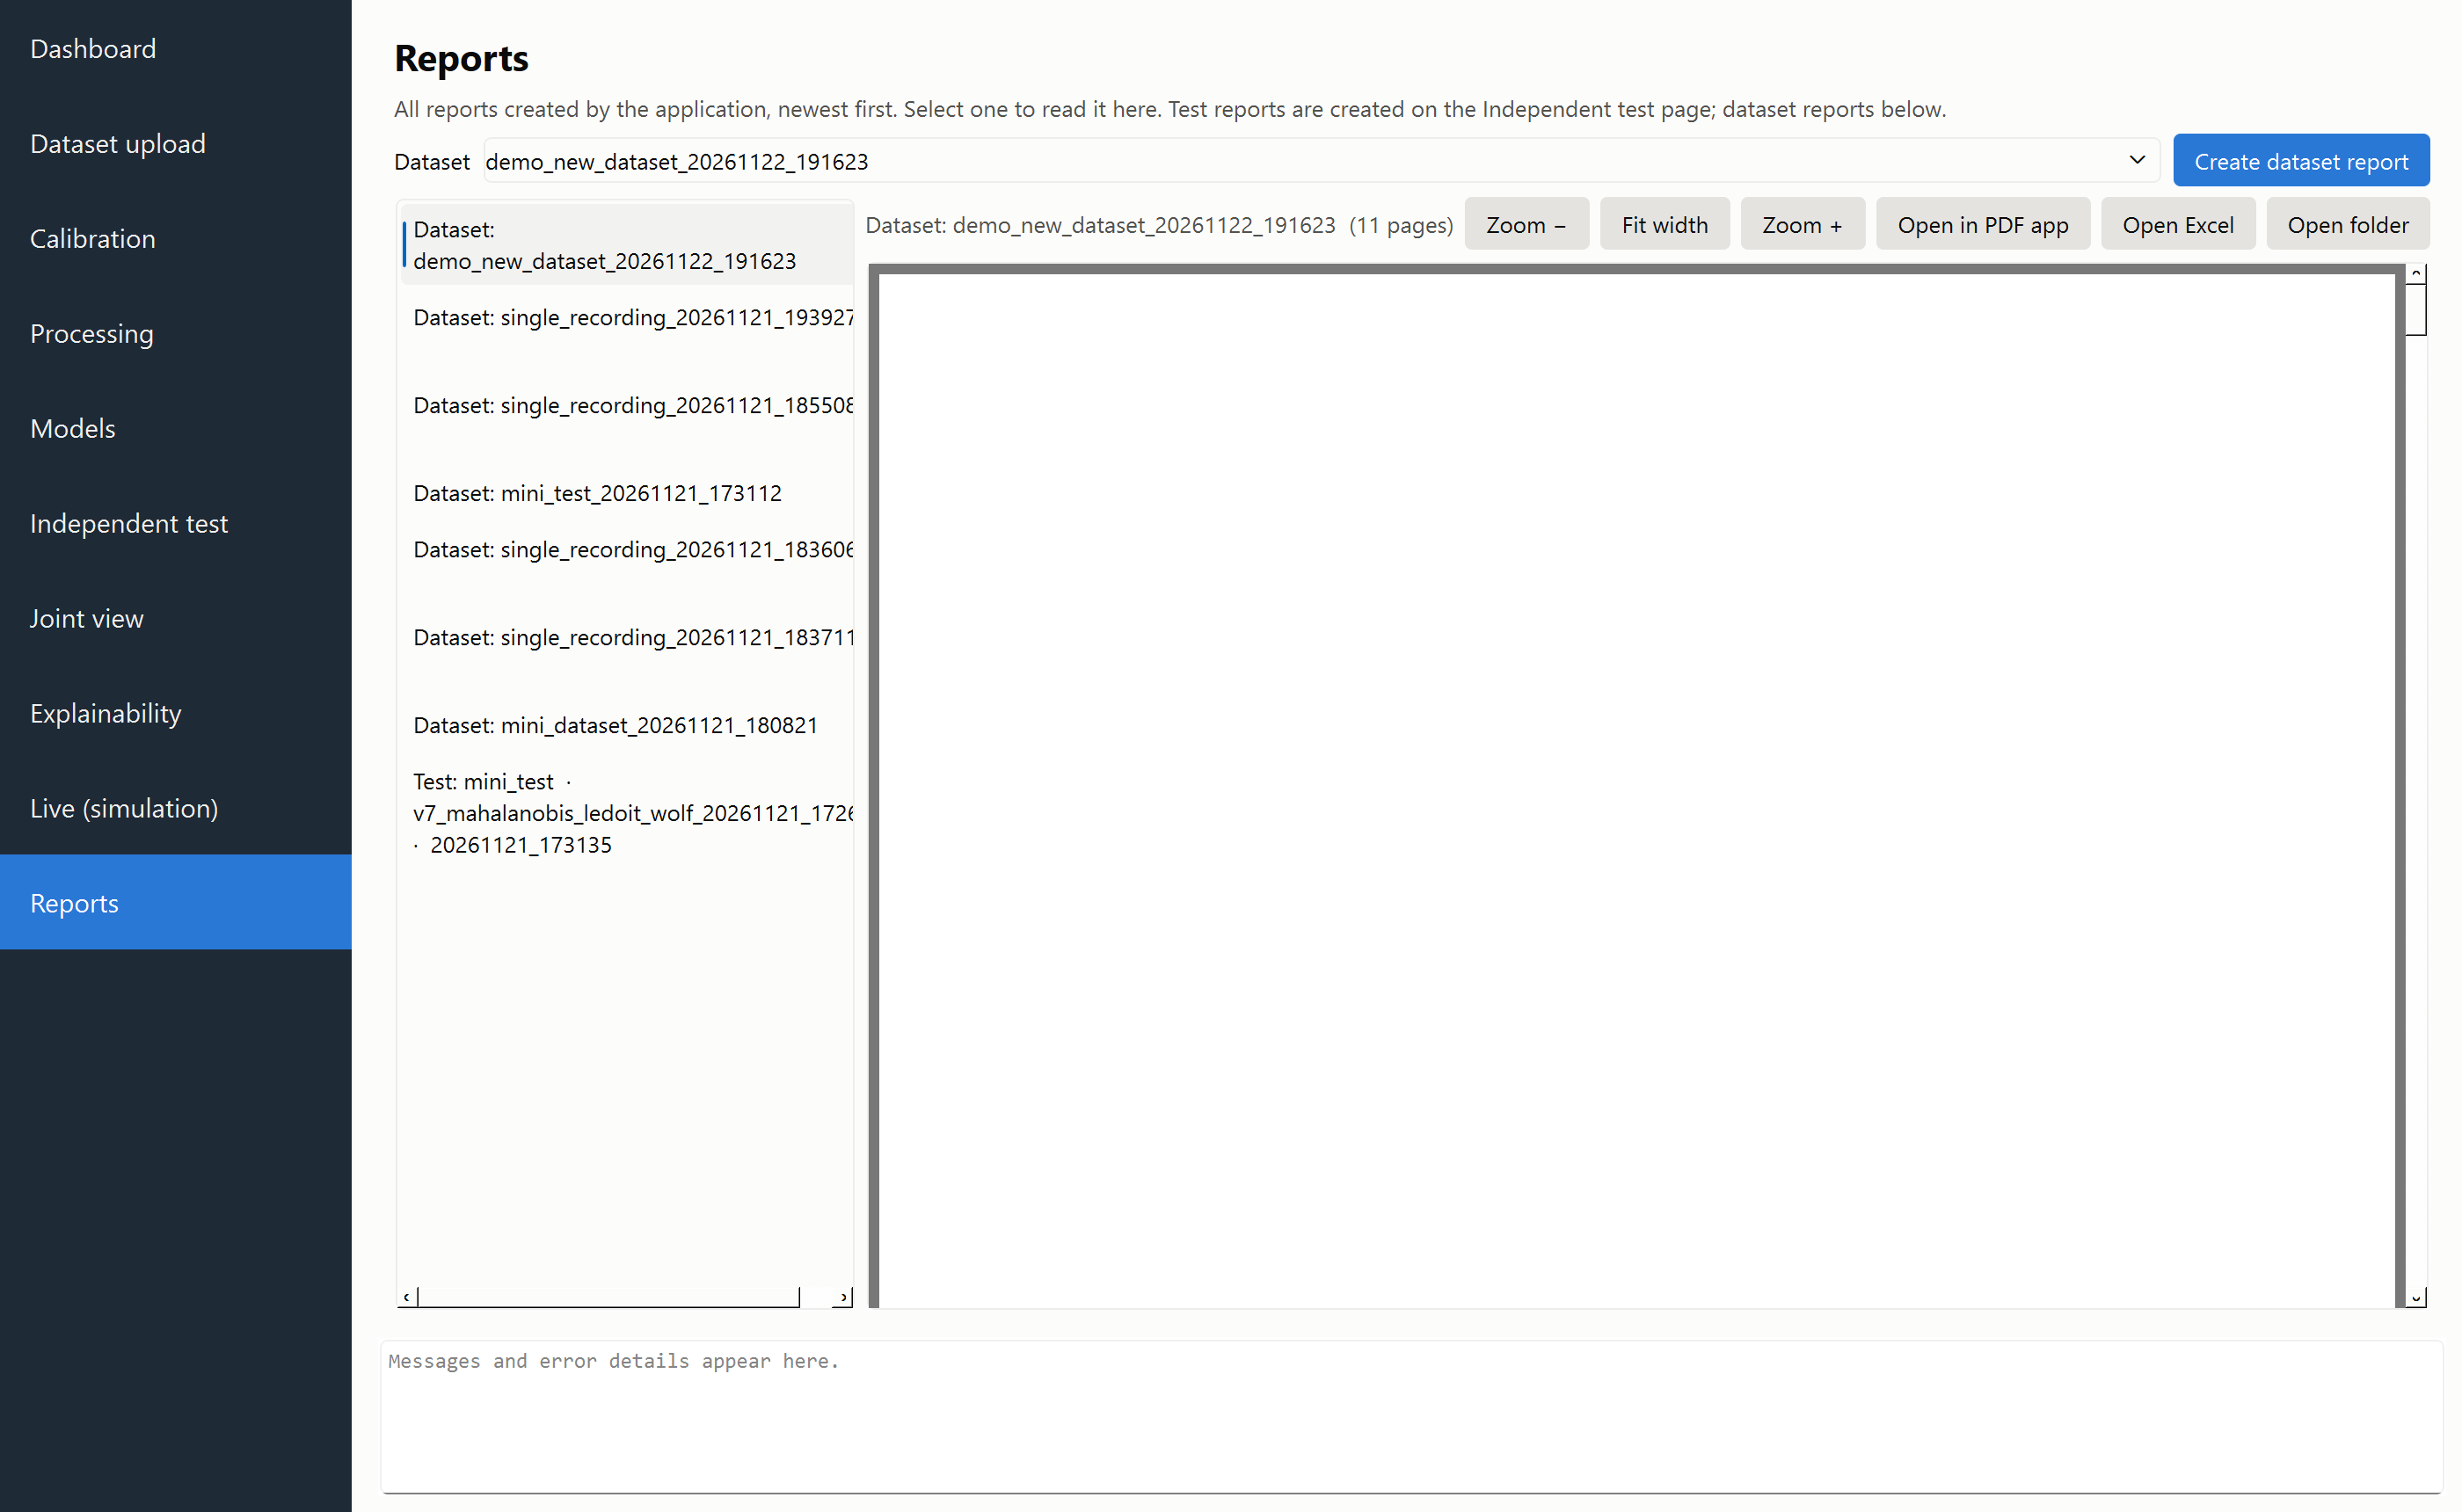 Dashboard
Dataset upload
Calibration
Processing
Models
Independent test
Joint view
Explainability
Live (simulation)
Reports
Reports
All reports created by the application, newest first. Select one to read it here. Test reports are created on the Independent test page; dataset reports below.
Dataset demo_new_dataset_20261122_191623 Create dataset report
Dataset:
demo_new_dataset_20261122_191623
Dataset: single_recording_20261121_193927
Dataset: single_recording_20261121_185508
Dataset: mini_test_20261121_173112
Dataset: single_recording_20261121_183606
Dataset: single_recording_20261121_183711
Dataset: mini_dataset_20261121_180821
Test: mini_test ·
v7_mahalanobis_ledoit_wolf_20261121_1726
· 20261121_173135
Dataset: demo_new_dataset_20261122_191623 (11 pages) Zoom − Fit width Zoom + Open in PDF app Open Excel Open folder
Messages and error details appear here.